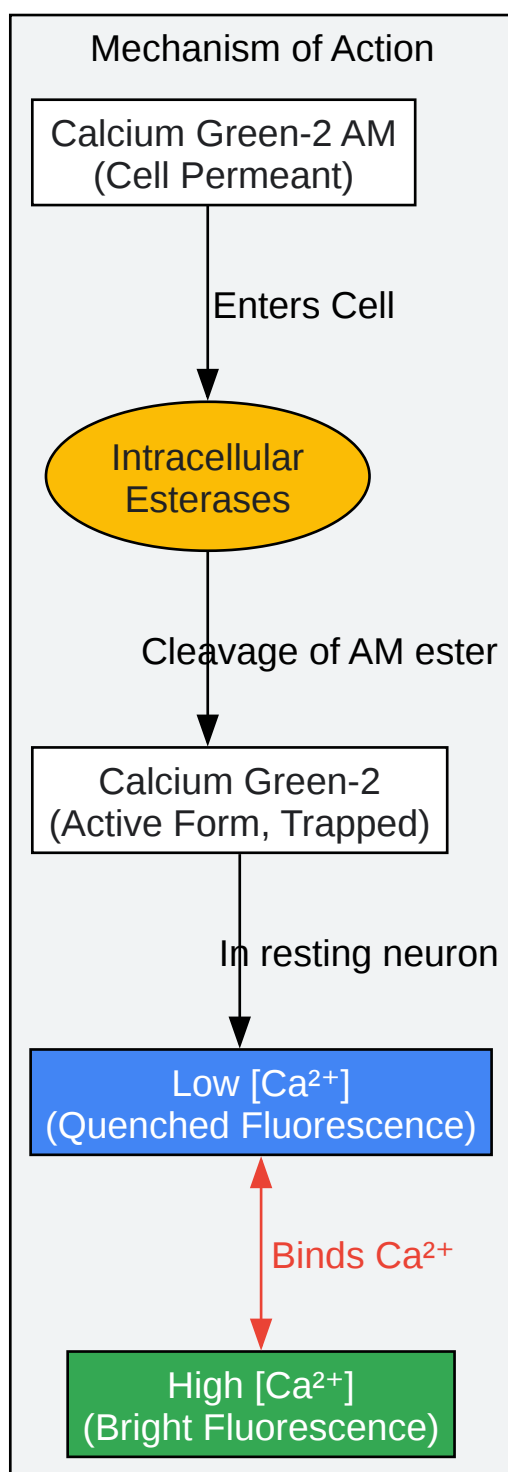 Mechanism of Action
Calcium Green-2 AM
(Cell Permeant)
Enters Cell
Intracellular
Esterases
Cleavage of AM ester
Calcium Green-2
(Active Form, Trapped)
In resting neuron
Low [Ca²⁺]
(Quenched Fluorescence)
Binds Ca²⁺
High [Ca²⁺]
(Bright Fluorescence)